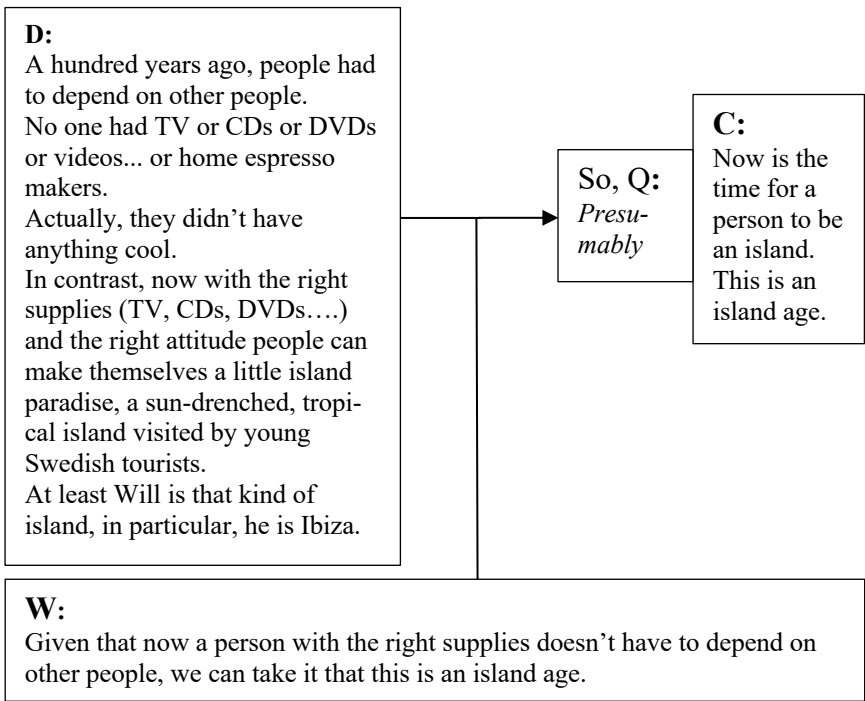 D:
A hundred years ago, people had
to depend on other people.
No one had TV or CDs or DVDs
or videos... or home espresso
makers.
Actually, they didn’t have
anything cool.
In contrast, now with the right
supplies (TV, CDs, DVDs….)
and the right attitude people can
make themselves a little island
paradise, a sun-drenched, tropi-
cal island visited by young
Swedish tourists.
At least Will is that kind of
island, in particular, he is Ibiza.
So, Q:
Presu-
mably
C:
Now is the
time for a
person to be
an island.
This is an
island age.
W:
Given that now a person with the right supplies doesn’t have to depend on
other people, we can take it that this is an island age.